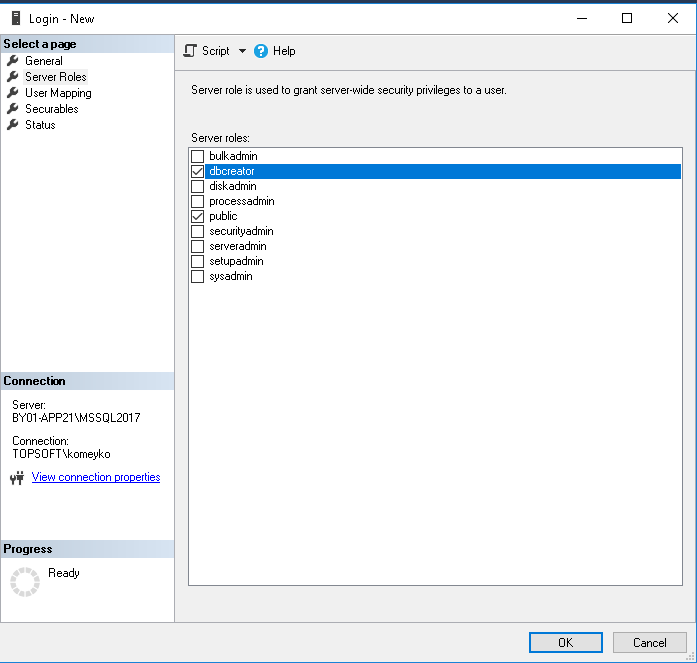 Login - New
Select a page
General
Server Roles
User Mapping
Securables
Status
Script
Help
Server role is used to grant server-wide security privileges to a user.
Server roles:
bulkadmin
dbcreator
diskadmin
processadmin
public
securityadmin
serveradmin
setupadmin
sysadmin
Connection
Server:
BY01-APP21\MSSQL2017
Connection:
TOPSOFT\komeyko
View connection properties
Progress
Ready
OK
Cancel